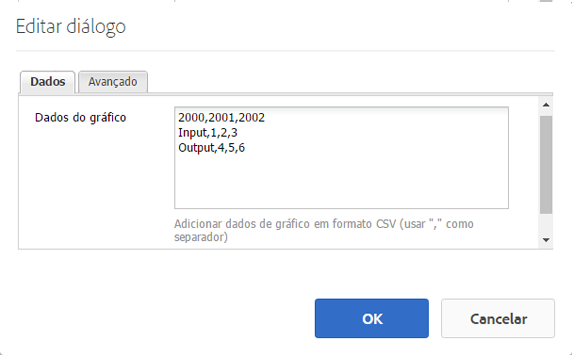 Editar diálogo
Dados
Avançado
Dados do gráfico
2000,2001,2002
Input,1,2,3
Output,4,5,6
Adicionar dados de gráfico em formato CSV (usar "," como
separador)
OK
Cancelar